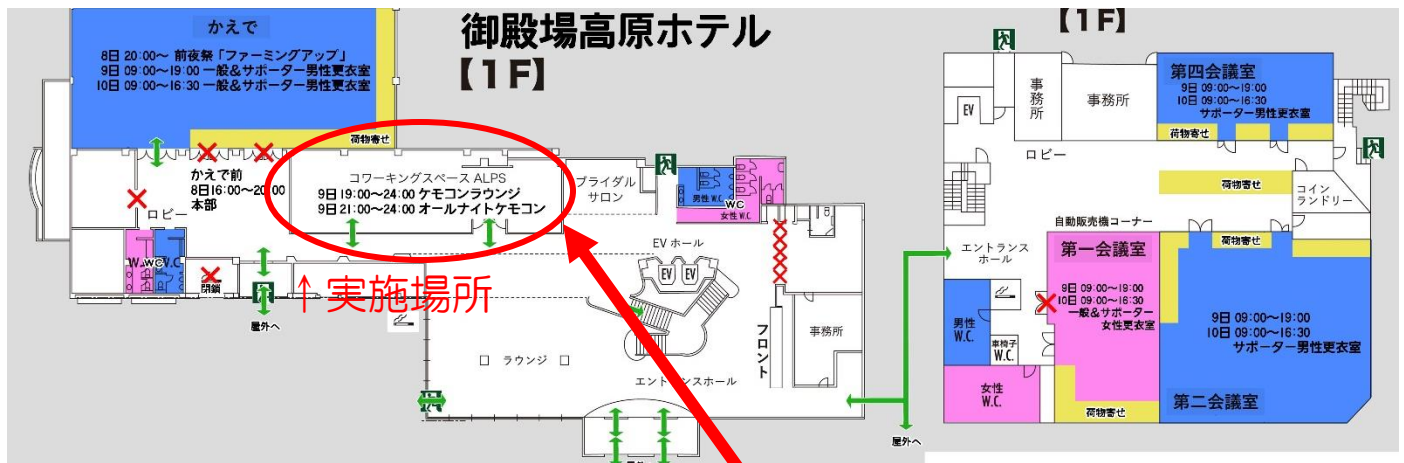 御殿場高原ホテル
【1F】
かえで
8日 20:00～ 前夜祭「ファーミングアップ」
9日 09:00～19:00 一般&サポーター男性更衣室
10日 09:00～16:30 一般&サポーター男性更衣室
荷物寄せ
かえで前
8日16:00～20:00
本部
ロビー
コワーキングスペース ALPS
9日 19:00～24:00 ケモコンラウンジ
9日 21:00～24:00 オールナイトケモコン
ブライダル
サロン
男性 W.C.
WC
女性 W.C.
WC
閉鎖
屋外へ
↑実施場所
EV ホール
EV
EV
フロント
事務所
ラウンジ
エントランスホール
屋外へ
【1F】
EV
事務所
事務所
第四会議室
9日 09:00～19:00
10日 09:00～16:30
サポーター男性更衣室
荷物寄せ
ロビー
荷物寄せ
コイン
ランドリー
自動販売機コーナー
荷物寄せ
エントランス
ホール
第一会議室
9日 09:00～19:00
10日 09:00～16:30
一般&サポーター
女性更衣室
男性
W.C.
車椅子
W.C.
女性
W.C.
荷物寄せ
9日 09:00～19:00
10日 09:00～16:30
サポーター男性更衣室
第二会議室